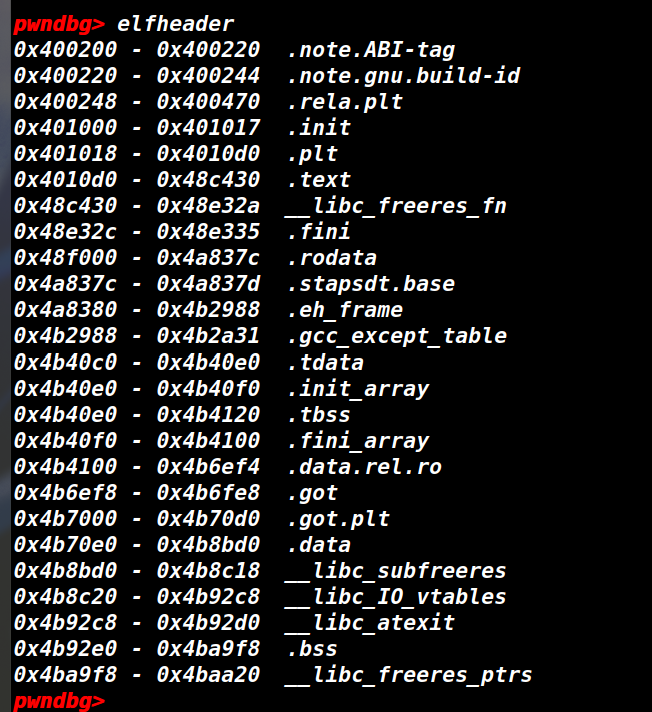 pwndbg> elfheader
0x400200 - 0x400220  .note.ABI-tag
0x400220 - 0x400244  .note.gnu.build-id
0x400248 - 0x400470  .rela.plt
0x401000 - 0x401017  .init
0x401018 - 0x4010d0  .plt
0x4010d0 - 0x48c430  .text
0x48c430 - 0x48e32a  __libc_freeres_fn
0x48e32c - 0x48e335  .fini
0x48f000 - 0x4a837c  .rodata
0x4a837c - 0x4a837d  .stapsdt.base
0x4a8380 - 0x4b2988  .eh_frame
0x4b2988 - 0x4b2a31  .gcc_except_table
0x4b40c0 - 0x4b40e0  .tdata
0x4b40e0 - 0x4b40f0  .init_array
0x4b40e0 - 0x4b4120  .tbss
0x4b40f0 - 0x4b4100  .fini_array
0x4b4100 - 0x4b6ef4  .data.rel.ro
0x4b6ef8 - 0x4b6fe8  .got
0x4b7000 - 0x4b70d0  .got.plt
0x4b70e0 - 0x4b8bd0  .data
0x4b8bd0 - 0x4b8c18  __libc_subfreeres
0x4b8c20 - 0x4b92c8  __libc_IO_vtables
0x4b92c8 - 0x4b92d0  __libc_atexit
0x4b92e0 - 0x4ba9f8  .bss
0x4ba9f8 - 0x4baa20  __libc_freeres_ptrs
pwndbg>